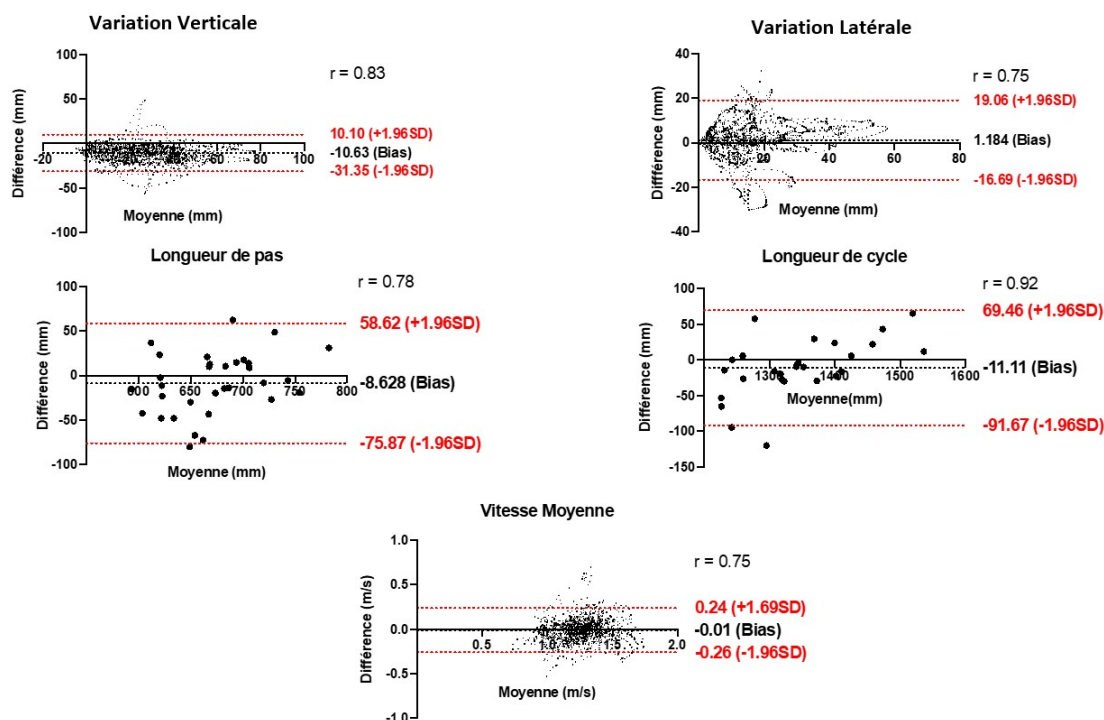 Variation Verticale
100
50
0
-50
-100
-20
20
40
60
80
100
Différence (mm)
Moyenne (mm)
r = 0.83
10.10 (+1.96SD)
-10.63 (Bias)
-31.35 (-1.96SD)
Variation Latérale
40
20
0
-20
-40
20
40
60
80
Difffèrence (mm)
Moyenne (mm)
r = 0.75
19.06 (+1.96SD)
1.184 (Bias)
-16.69 (-1.96SD)
Longueur de pas
100
50
0
-50
-100
600
650
700
750
800
Différence (mm)
Moyenne (mm)
r = 0.78
58.62 (+1.96SD)
-8.628 (Bias)
-75.87 (-1.96SD)
Longueur de cycle
100
50
0
-50
-100
-150
1300
1400
1500
1600
Différence (mm)
Moyenne(mm)
r = 0.92
69.46 (+1.96SD)
-11.11 (Bias)
-91.67 (-1.96SD)
Vitesse Moyenne
1.0
0.5
0.0
-0.5
-1.0
0.5
1.0
1.5
2.0
Différence (m/s)
Moyenne (m/s)
r = 0.75
0.24 (+1.69SD)
-0.01 (Bias)
-0.26 (-1.96SD)